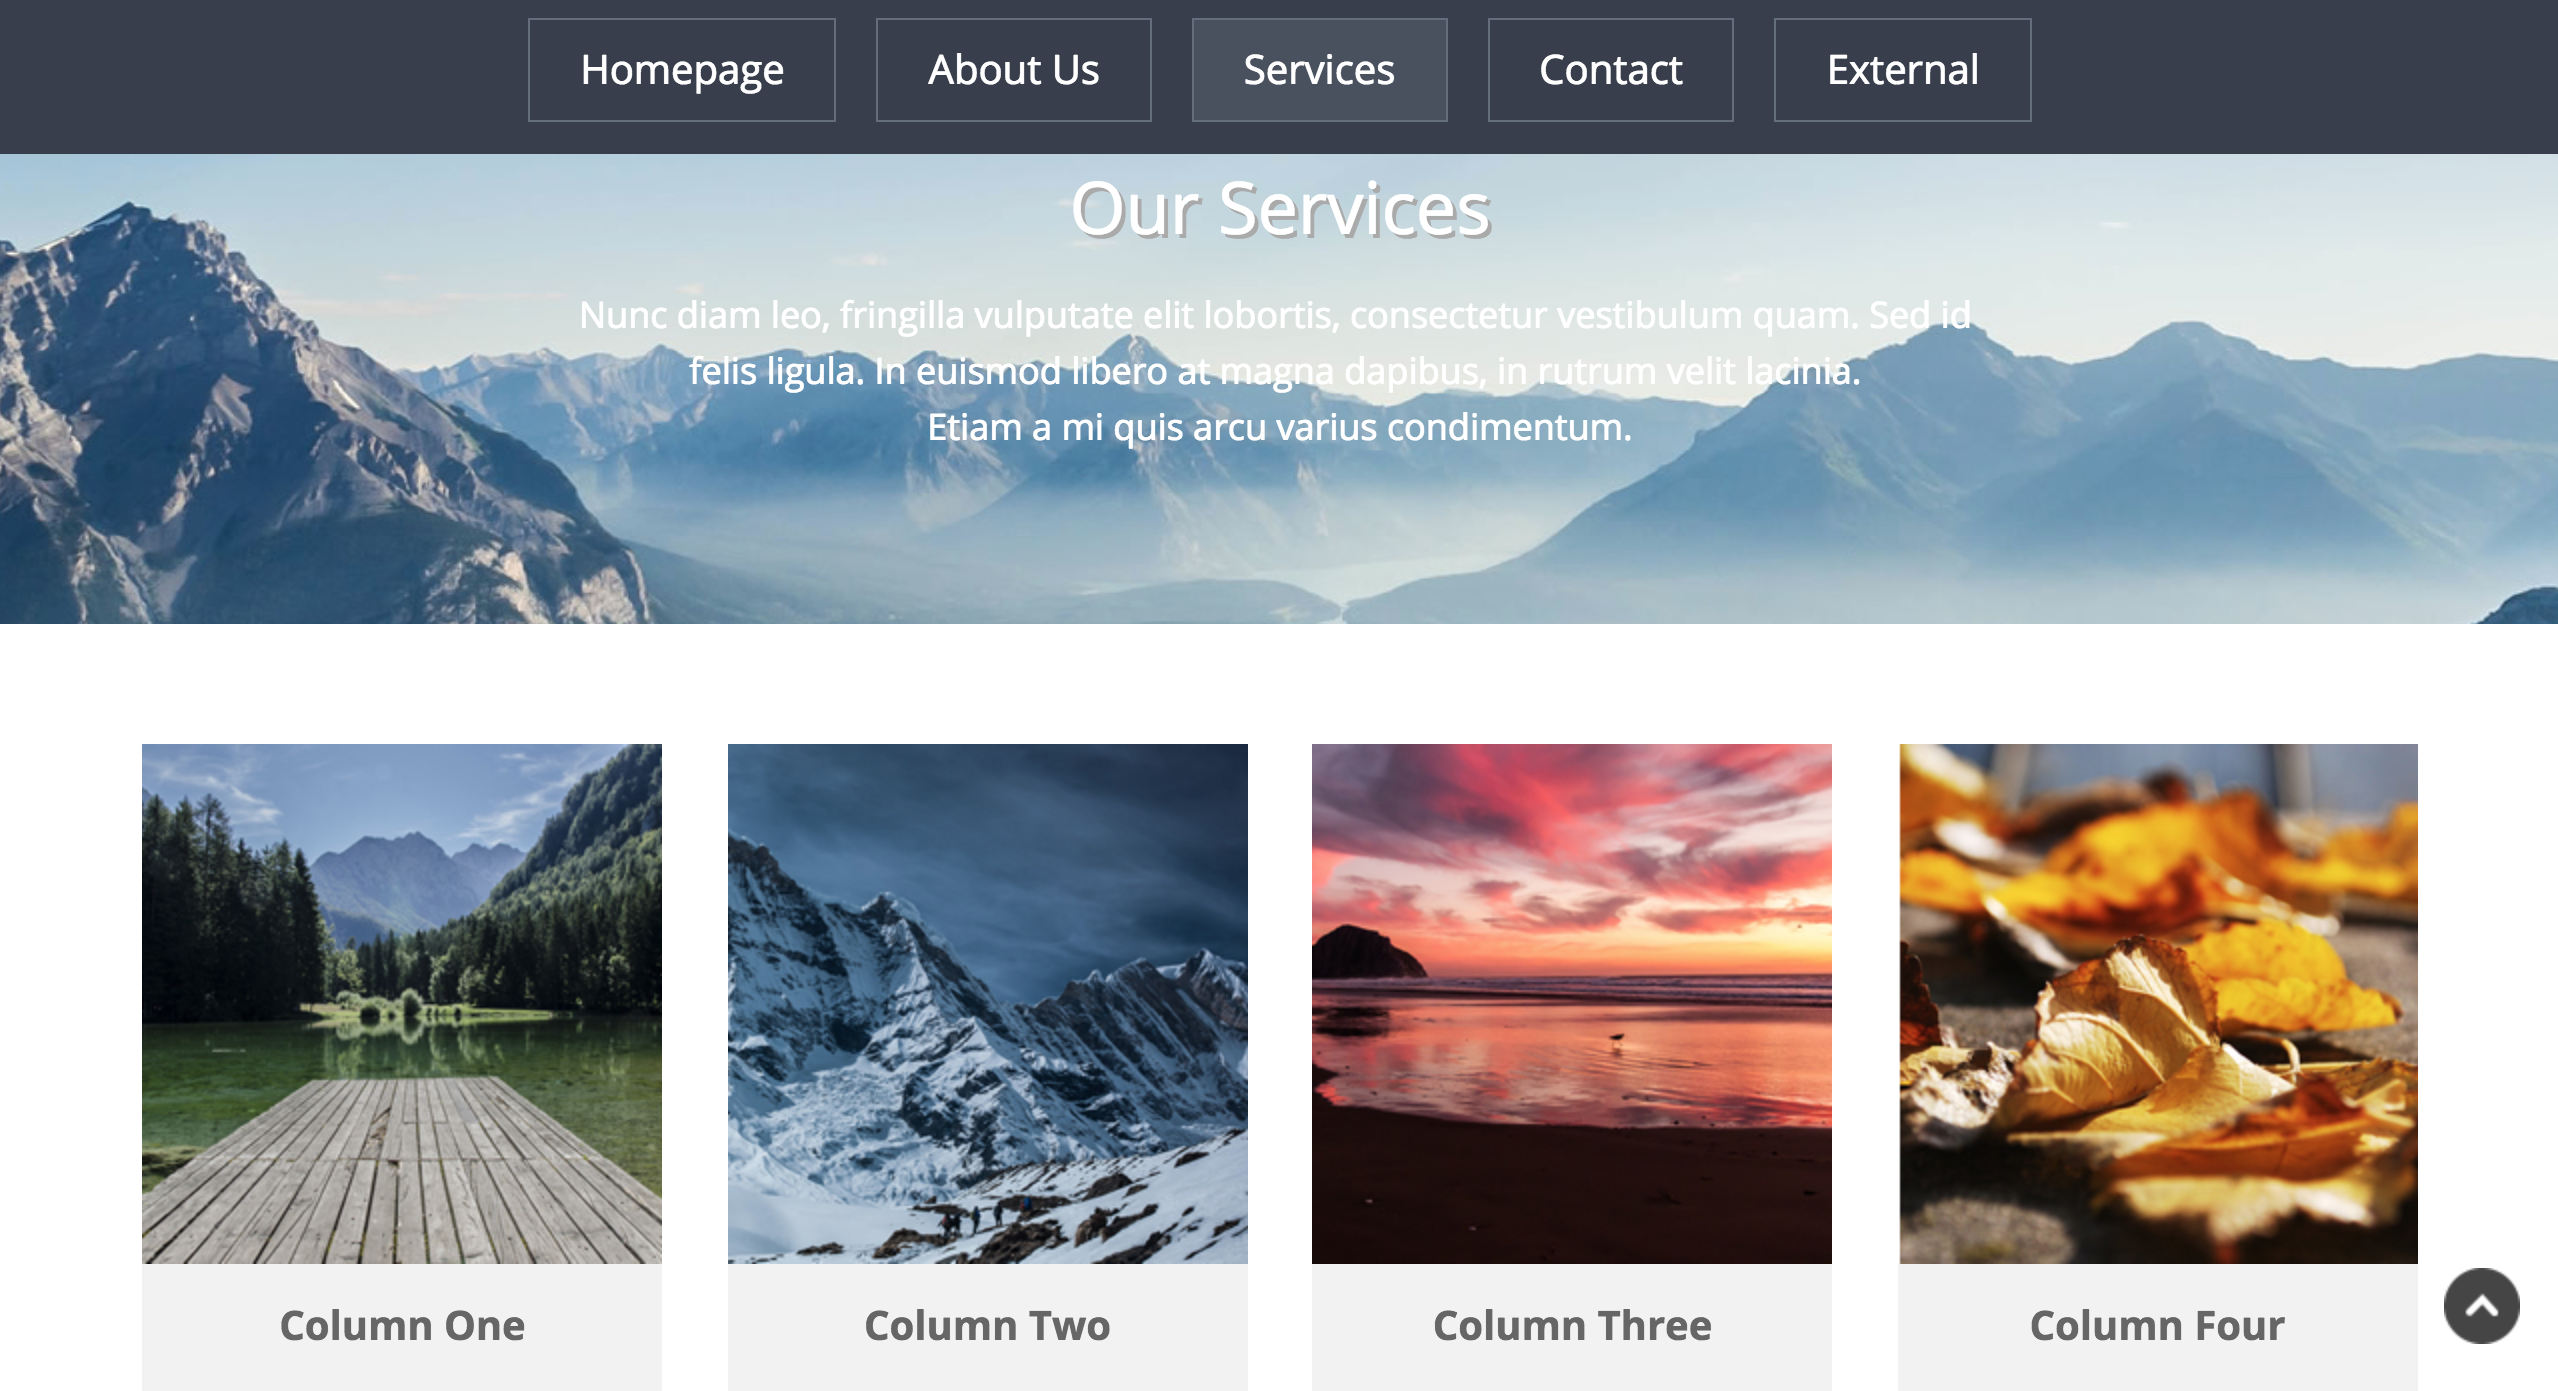 Homepage
About Us
Services
Contact
External
Our Services
Nunc diam leo, fringilla vulputate elit lobortis, consectetur vestibulum quam. Sed id
felis ligula. In euismod libero at magna dapibus, in rutrum velit lacinia.
Etiam a mi quis arcu varius condimentum.
Column One
Column Two
Column Three
Column Four